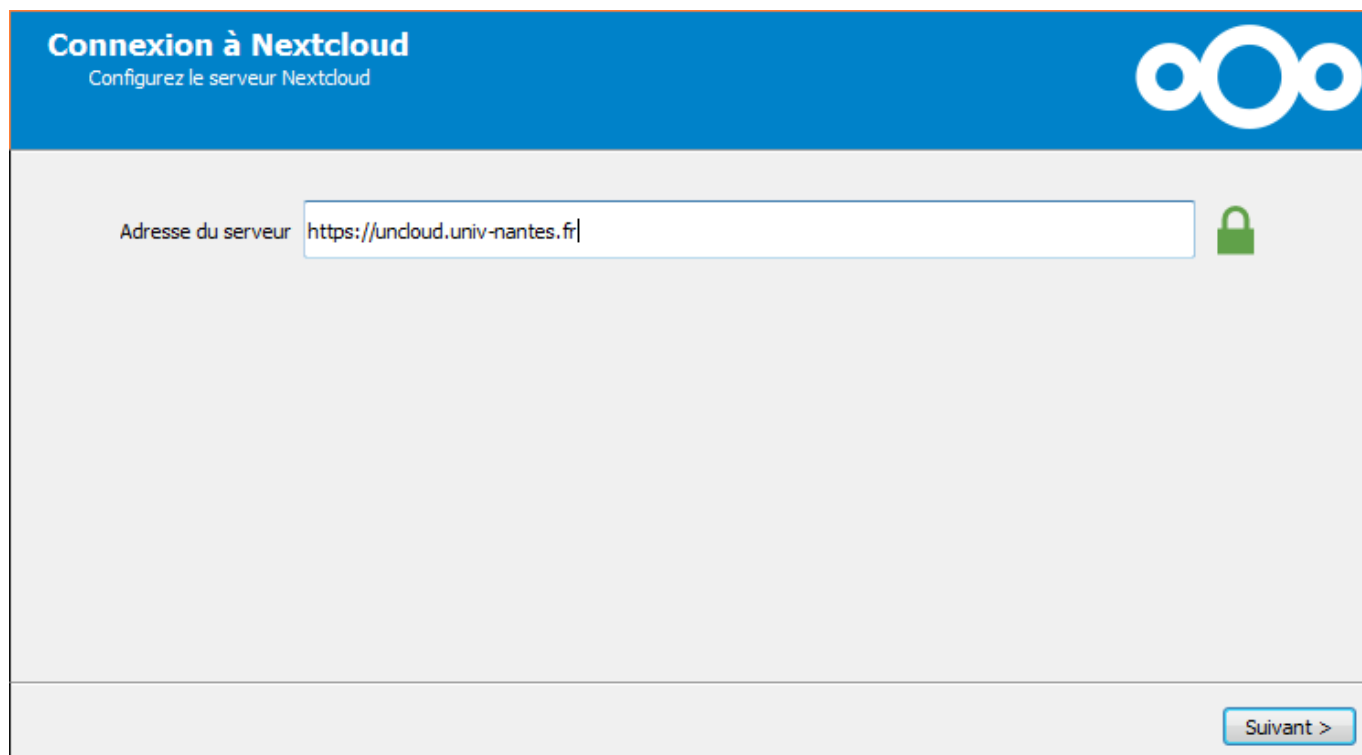 Connexion à Nextcloud
Configurez le serveur Nextcloud
Adresse du serveur https://uncloud.univ-nantes.fr
Suivant >